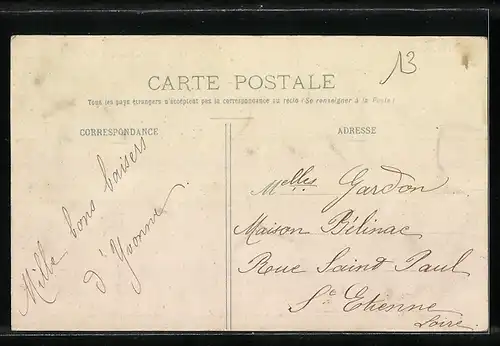 13
CARTE POSTALE
Tous les pays étrangers n'acceptent pas la correspondance au recto (Se renseigner à la Poste)
CORRESPONDANCE
ADRESSE
Mille bons baisers
d'Yvonne
Melles Gardon
Maison Bélinac
Rue Saint Paul
St Etienne
Loire